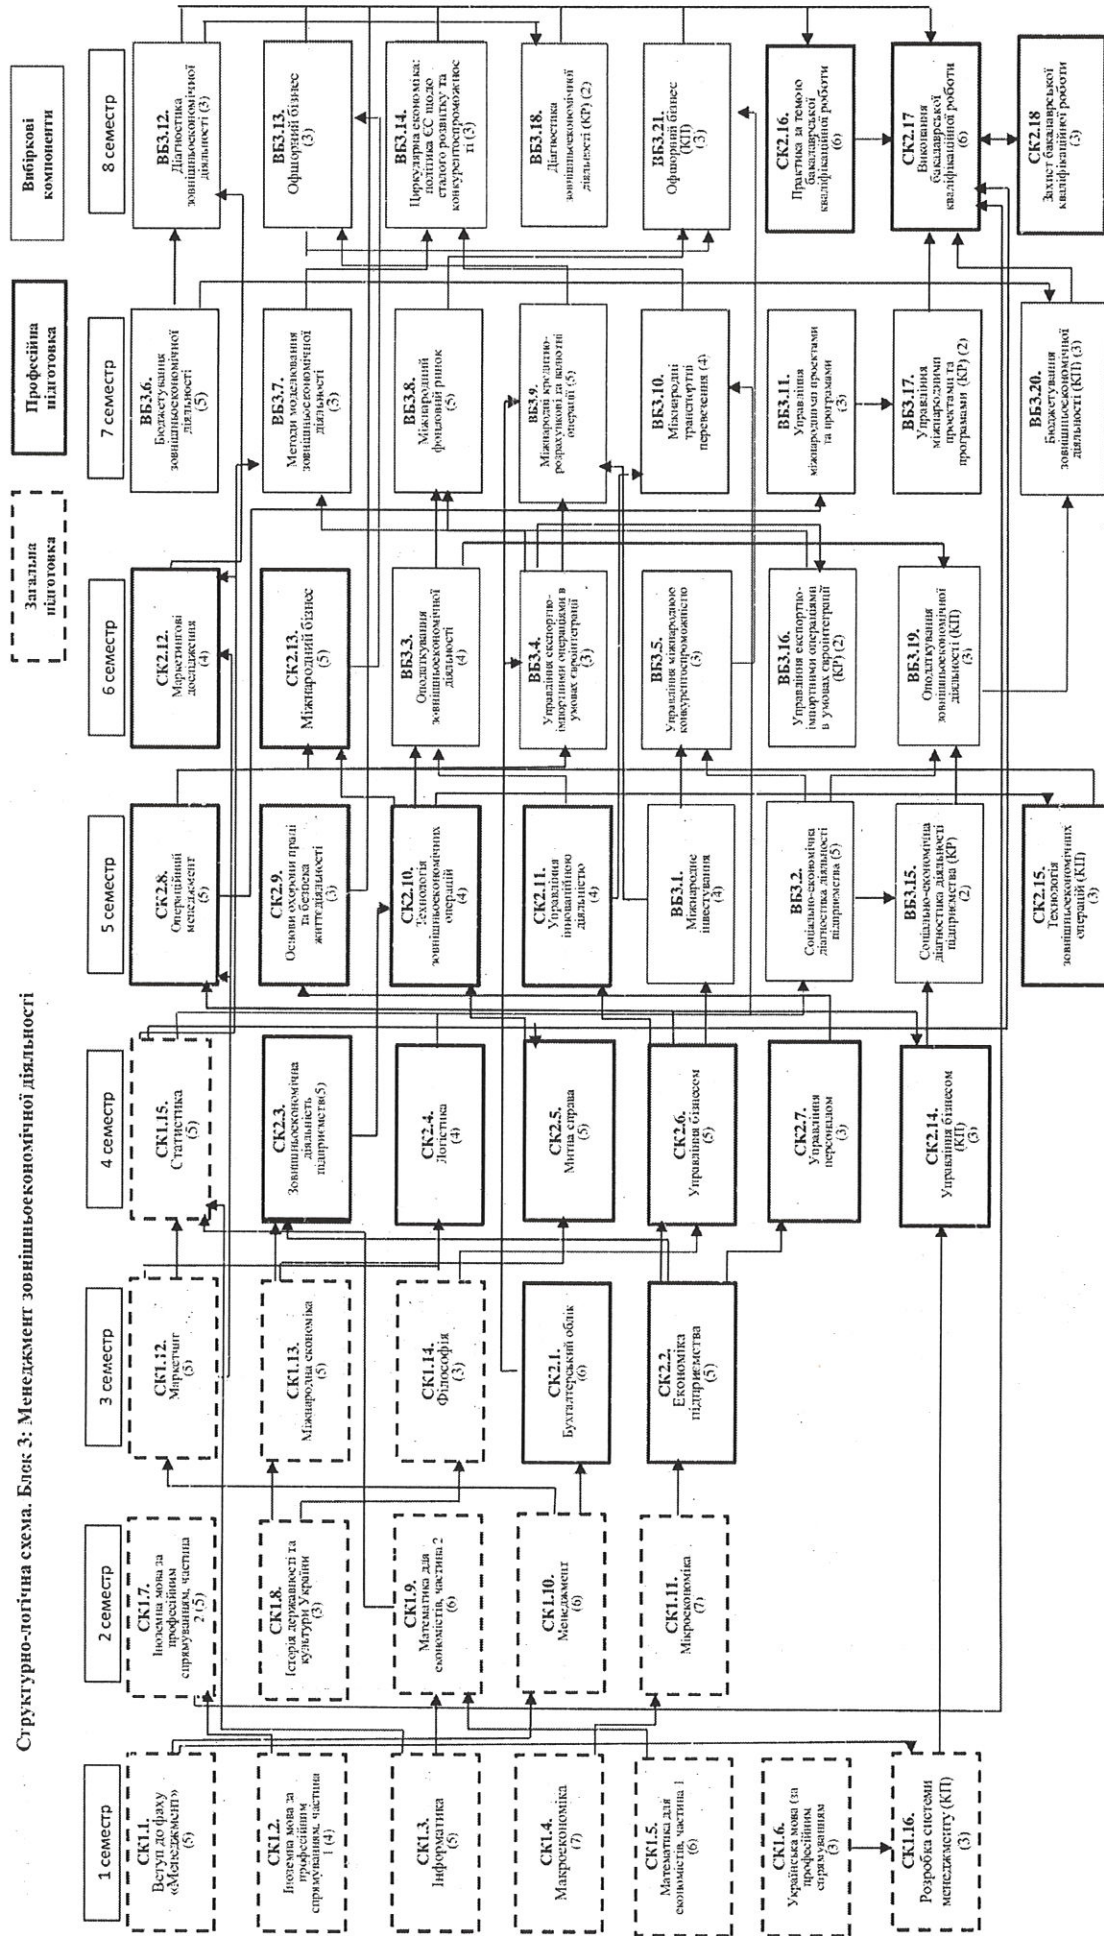 Структурно-логічна схема. Блок 3: Менеджмент зовнішньоекономічної діяльності
Загальна
підготовка
Професійна
підготовка
Вибіркові
компоненти
1 семестр
СК1.1.
Вступ до фаху
«Менеджмент»
(5)
СК1.2.
Іноземна мова за
професійним
спрямуванням, частина
1 (4)
СК1.3.
Інформатика
(5)
СК1.4.
Макроекономіка
(7)
СК1.5.
Математика для
економістів, частина 1
(6)
СК1.6.
Українська мова (за
професійним
спрямуванням
(3)
СК1.16.
Розробка системи
менеджменту (КП)
(3)
2 семестр
СК1.7.
Іноземна мова за
професійним
спрямуванням, частина
2 (5)
СК1.8.
Історія державності та
культури України
(3)
СК1.9.
Математика для
економістів, частина 2
(6)
СК1.10.
Менеджмент
(6)
СК1.11.
Мікроекономіка
(7)
3 семестр
СК1.12.
Маркетинг
(5)
СК1.13.
Міжнародна економіка
(5)
СК1.14.
Філософія
(3)
СК2.1.
Бухгалтерський облік
(6)
СК2.2.
Економіка
підприємства
(5)
4 семестр
СК1.15.
Статистика
(5)
СК2.3.
Зовнішньоекономічна
діяльність
підприємств(5)
СК2.4.
Логістика
(4)
СК2.5.
Митна справа
(5)
СК2.6.
Управління бізнесом
(5)
СК2.7.
Управління
персоналом
(3)
СК2.14.
Управління бізнесом
(КП)
(3)
5 семестр
СК2.8.
Операційний
менеджмент
(5)
СК2.9.
Основи охорони праці
та безпека
життєдіяльності
(3)
СК2.10.
Технологія
зовнішньоекономічних
операцій
(4)
СК2.11.
Управління
інноваційною
діяльністю
(4)
ВБ3.1.
Міжнародне
інвестування
(4)
ВБ3.2.
Соціально-економічна
діагностика діяльності
підприємства (5)
ВБ3.15.
Соціально-економічна
діагностика діяльності
підприємства (КР)
(2)
СК2.15.
Технологія
зовнішньоекономічних
операцій (КП)
(3)
6 семестр
СК2.12.
Маркетингові
дослідження
(4)
СК2.13.
Міжнародний бізнес
(5)
ВБ3.3.
Оподаткування
зовнішньоекономічної
діяльності
(4)
ВБ3.4.
Управління експортно-
імпортними операціями в
умовах євроінтеграції
(3)
ВБ3.5.
Управління міжнародною
конкурентоспроможністю
(3)
ВБ3.16.
Управління експортно-
імпортними операціями
в умовах євроінтеграції
(КР) (2)
ВБ3.19.
Оподаткування
зовнішньоекономічної
діяльності (КП)
(3)
7 семестр
ВБ3.6.
Бюджетування
зовнішньоекономічної
діяльності
(5)
ВБ3.7.
Методи моделювання
зовнішньоекономічної
діяльності
(3)
ВБ3.8.
Міжнародний
фондовий ринок
(5)
ВБ3.9.
Міжнародні кредитно-
розрахункові та валютні
операції (5)
ВБ3.10.
Міжнародні
транспортні
перевезення (4)
ВБ3.11.
Управління
міжнародними проектами
та програмами
(3)
ВБ3.17.
Управління
міжнародними
проектами та
програмами (КР) (2)
ВБ3.20.
Бюджетування
зовнішньоекономічної
діяльності (КП) (3)
8 семестр
ВБ3.12.
Діагностика
зовнішньоекономічної
діяльності (3)
ВБ3.13.
Офшорний бізнес
(3)
ВБ3.14.
Циркулярна економіка:
політика ЄС щодо
сталого розвитку та
конкурентоспроможнос
ті (3)
ВБ3.18.
Діагностика
зовнішньоекономічної
діяльності (КР) (2)
ВБ3.21.
Офшорний бізнес
(КП)
(3)
СК2.16.
Практика за темою
бакалаврської
кваліфікаційної роботи
(6)
СК2.17
Виконання
бакалаврської
кваліфікаційної роботи
(6)
СК2.18
Захист бакалаврської
кваліфікаційної роботи
(3)